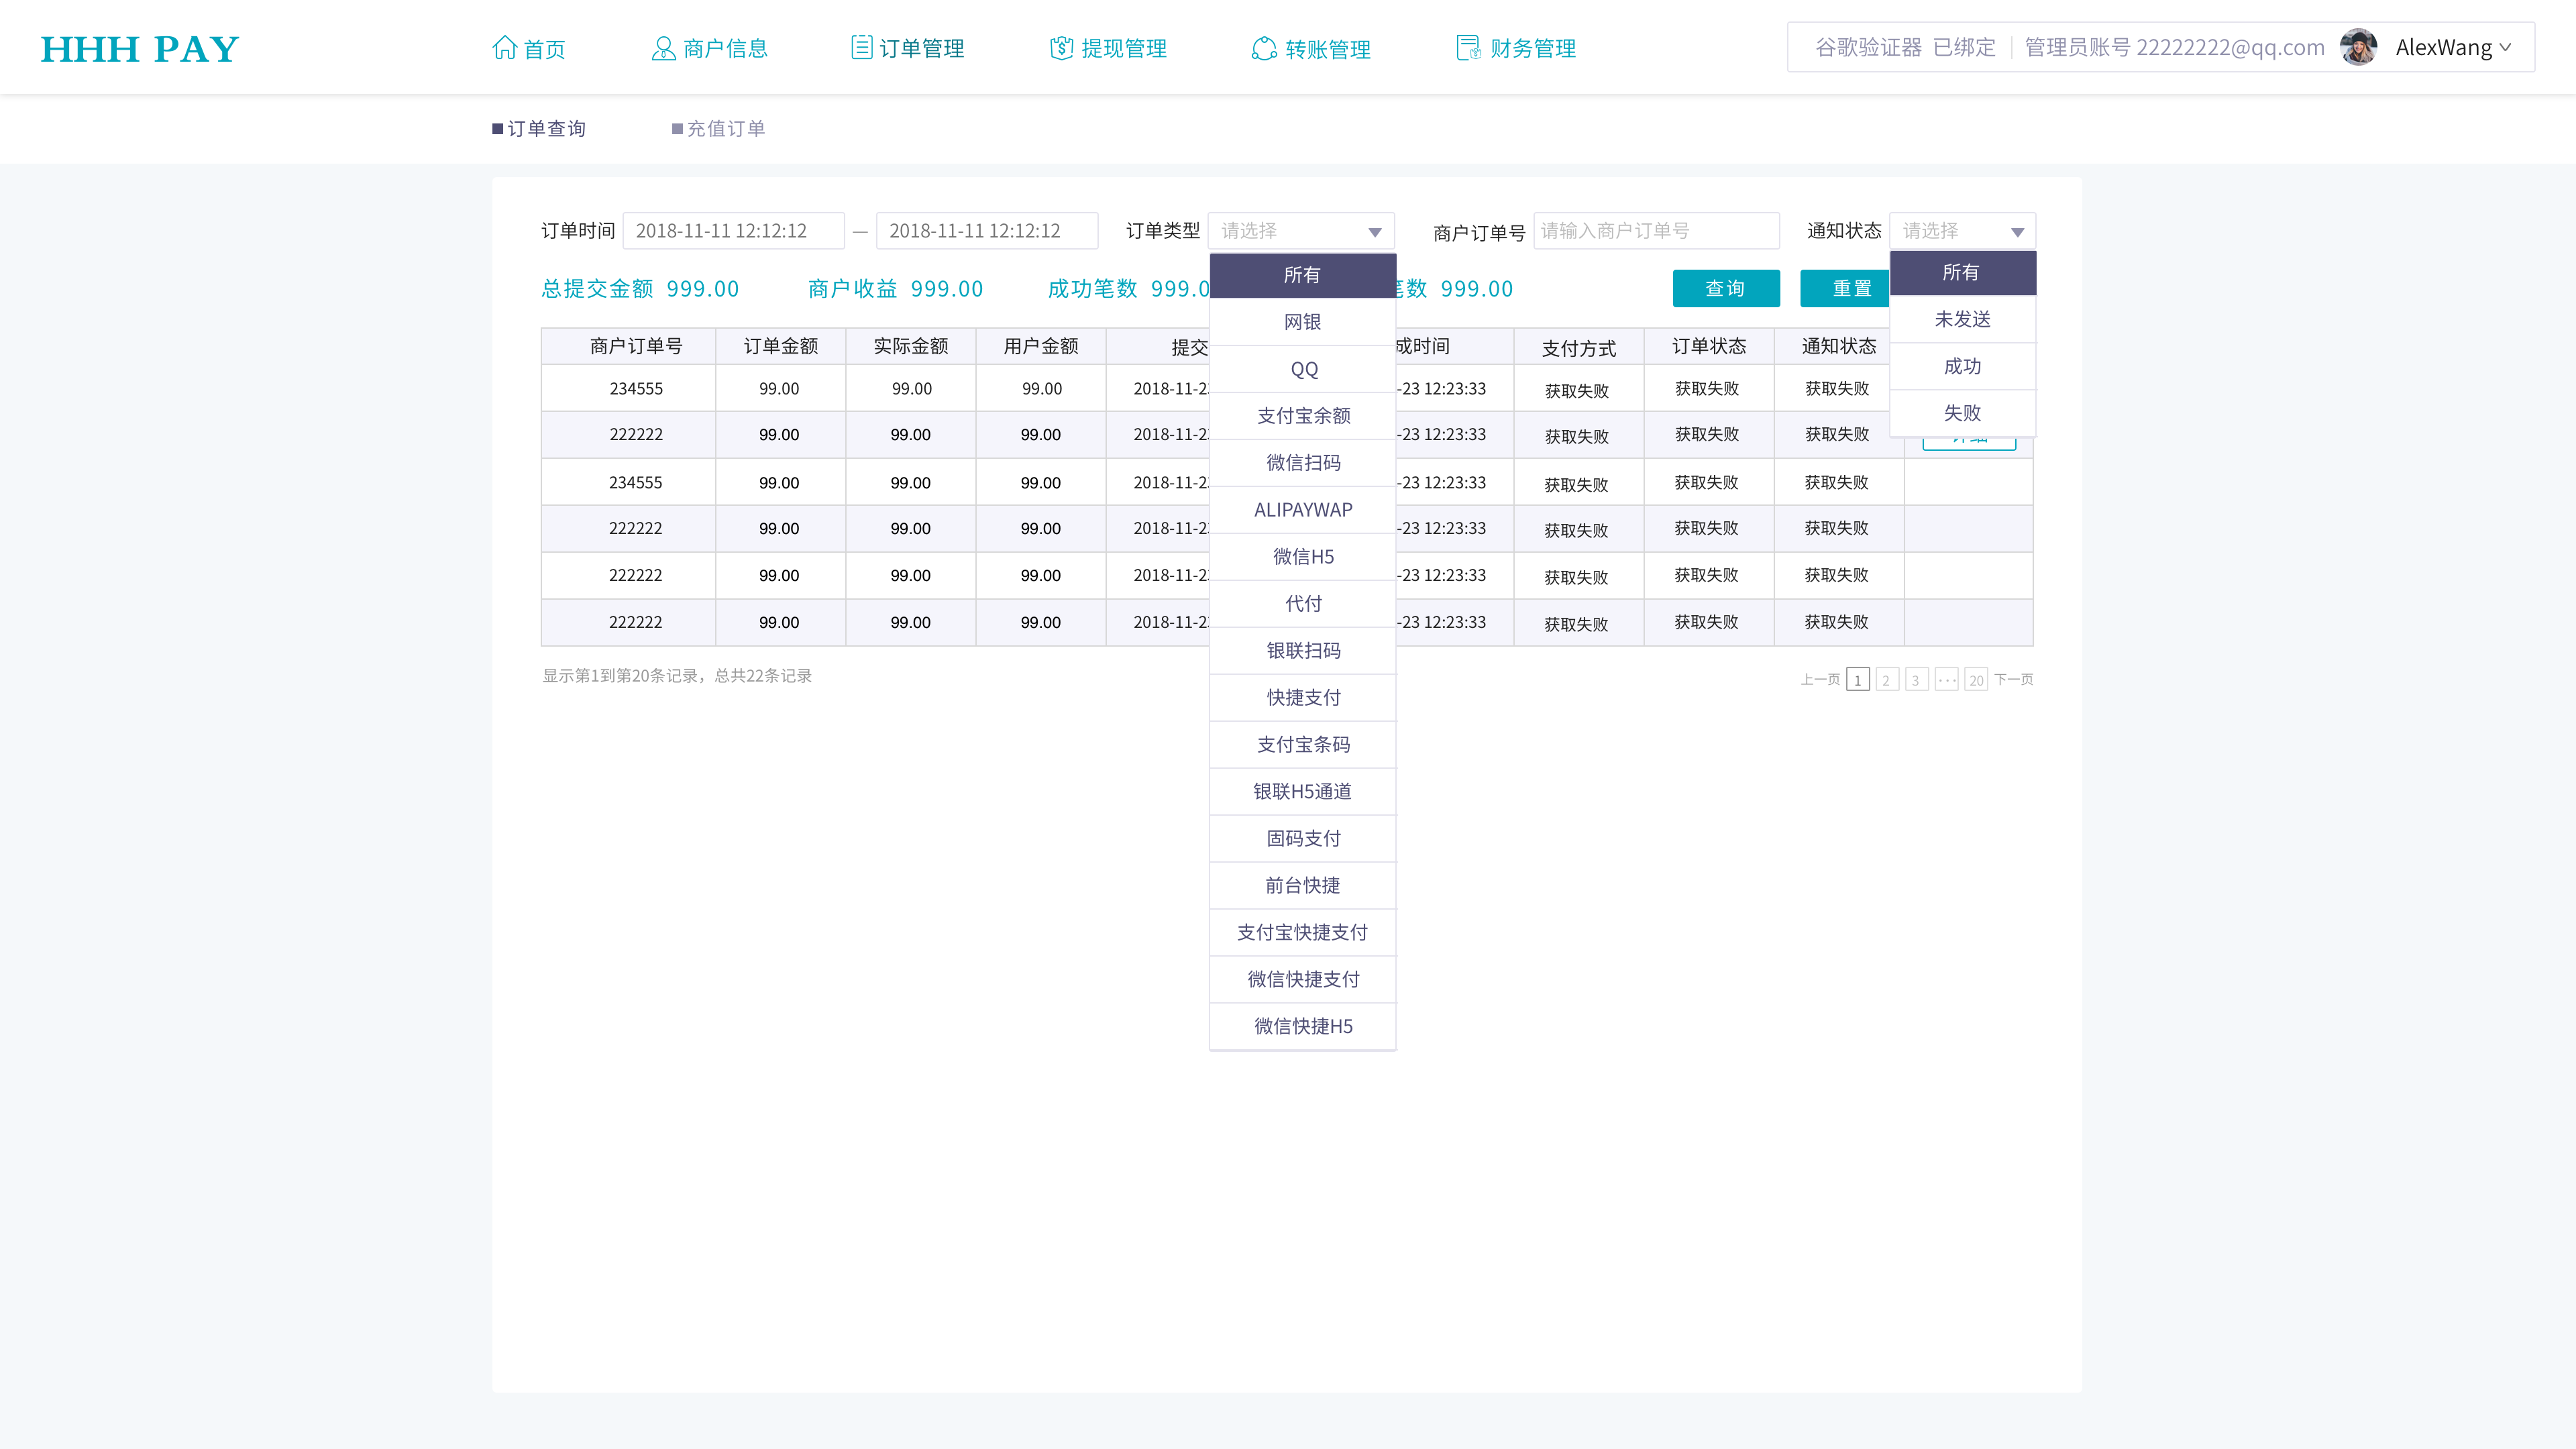 HHH PAY
首页
商户信息
订单管理
提现管理
转账管理
财务管理
谷歌验证器 已绑定
管理员账号 22222222@qq.com
AlexWang
订单查询
充值订单
订单时间 2018-11-11 12:12:12 — 2018-11-11 12:12:12
订单类型 请选择
商户订单号 请输入商户订单号
通知状态 请选择
总提交金额 999.00
商户收益 999.00
成功笔数 999.0
笔数 999.00
查询
重置
所有
网银
QQ
支付宝余额
微信扫码
ALIPAYWAP
微信H5
代付
银联扫码
快捷支付
支付宝条码
银联H5通道
固码支付
前台快捷
支付宝快捷支付
微信快捷支付
微信快捷H5
所有
未发送
成功
失败
商户订单号 订单金额 实际金额 用户金额 提交 成时间 支付方式 订单状态 通知状态
234555 99.00 99.00 99.00 2018-11-2 -23 12:23:33 获取失败 获取失败 获取失败
222222 99.00 99.00 99.00 2018-11-2 -23 12:23:33 获取失败 获取失败 获取失败
234555 99.00 99.00 99.00 2018-11-2 -23 12:23:33 获取失败 获取失败 获取失败
222222 99.00 99.00 99.00 2018-11-2 -23 12:23:33 获取失败 获取失败 获取失败
222222 99.00 99.00 99.00 2018-11-2 -23 12:23:33 获取失败 获取失败 获取失败
222222 99.00 99.00 99.00 2018-11-2 -23 12:23:33 获取失败 获取失败 获取失败
显示第1到第20条记录，总共22条记录
上一页 1 2 3 ··· 20 下一页